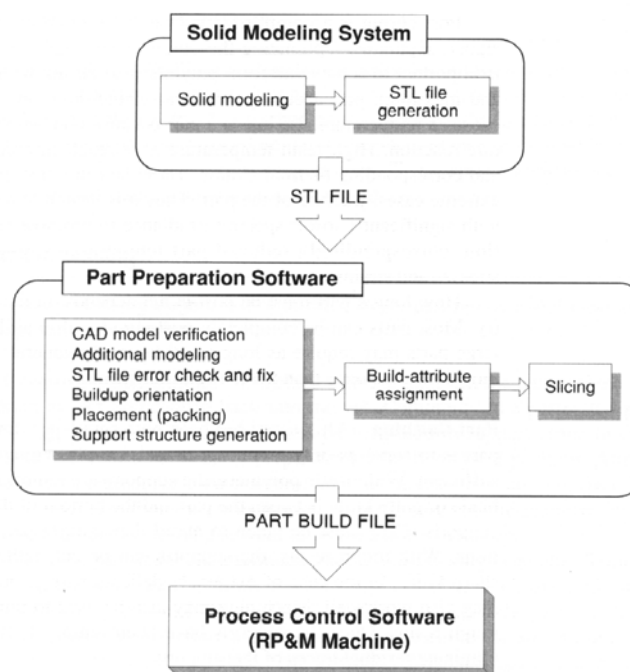 Solid Modeling System
Solid modeling
STL file
generation
STL FILE
Part Preparation Software
CAD model verification
Additional modeling
STL file error check and fix
Buildup orientation
Placement (packing)
Support structure generation
Build-attribute
assignment
Slicing
PART BUILD FILE
Process Control Software
(RP&M Machine)